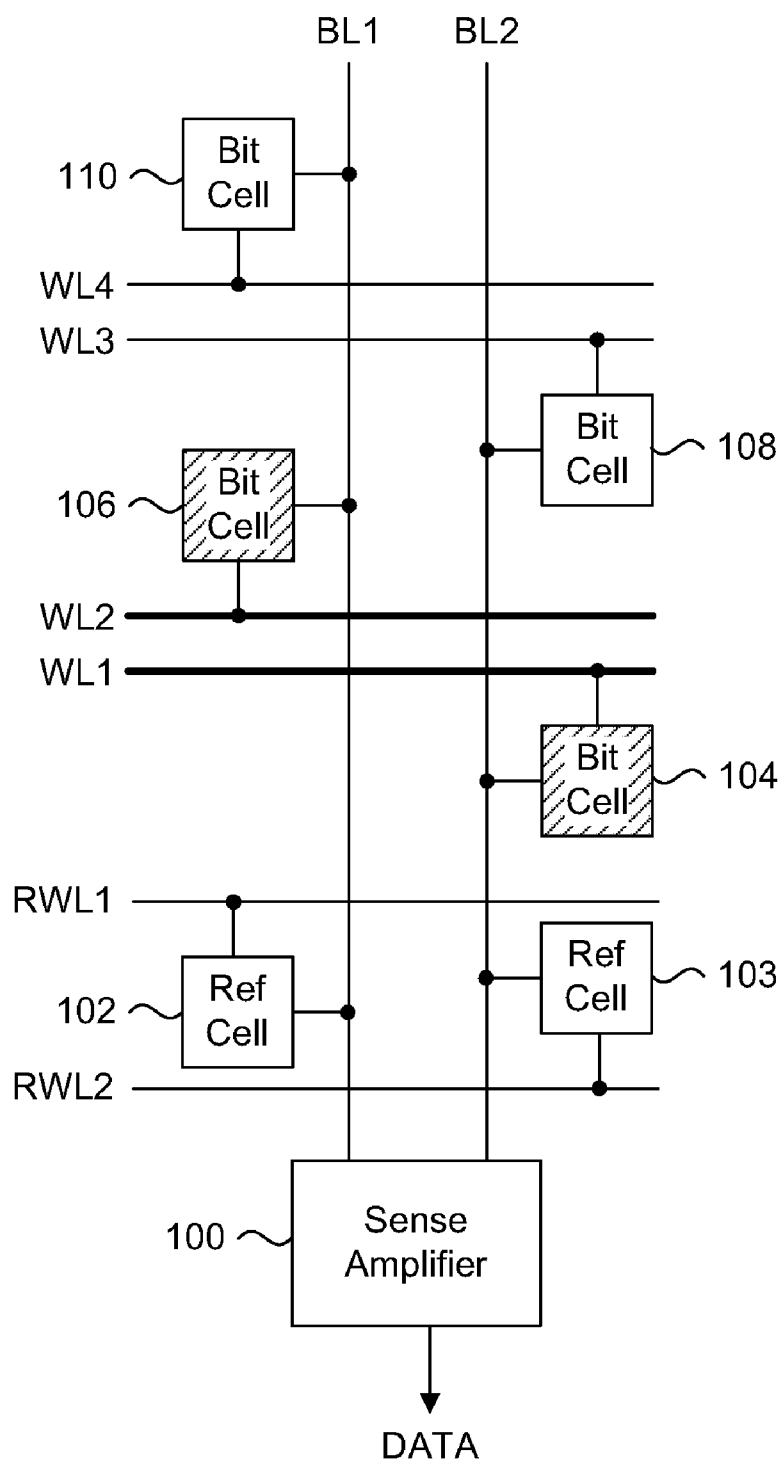 BL1 BL2
110
Bit
Cell
WL4
WL3
Bit
Cell
108
106
Bit
Cell
WL2
WL1
Bit
Cell
104
RWL1
Ref
Cell
103
102
Ref
Cell
RWL2
100
Sense
Amplifier
DATA